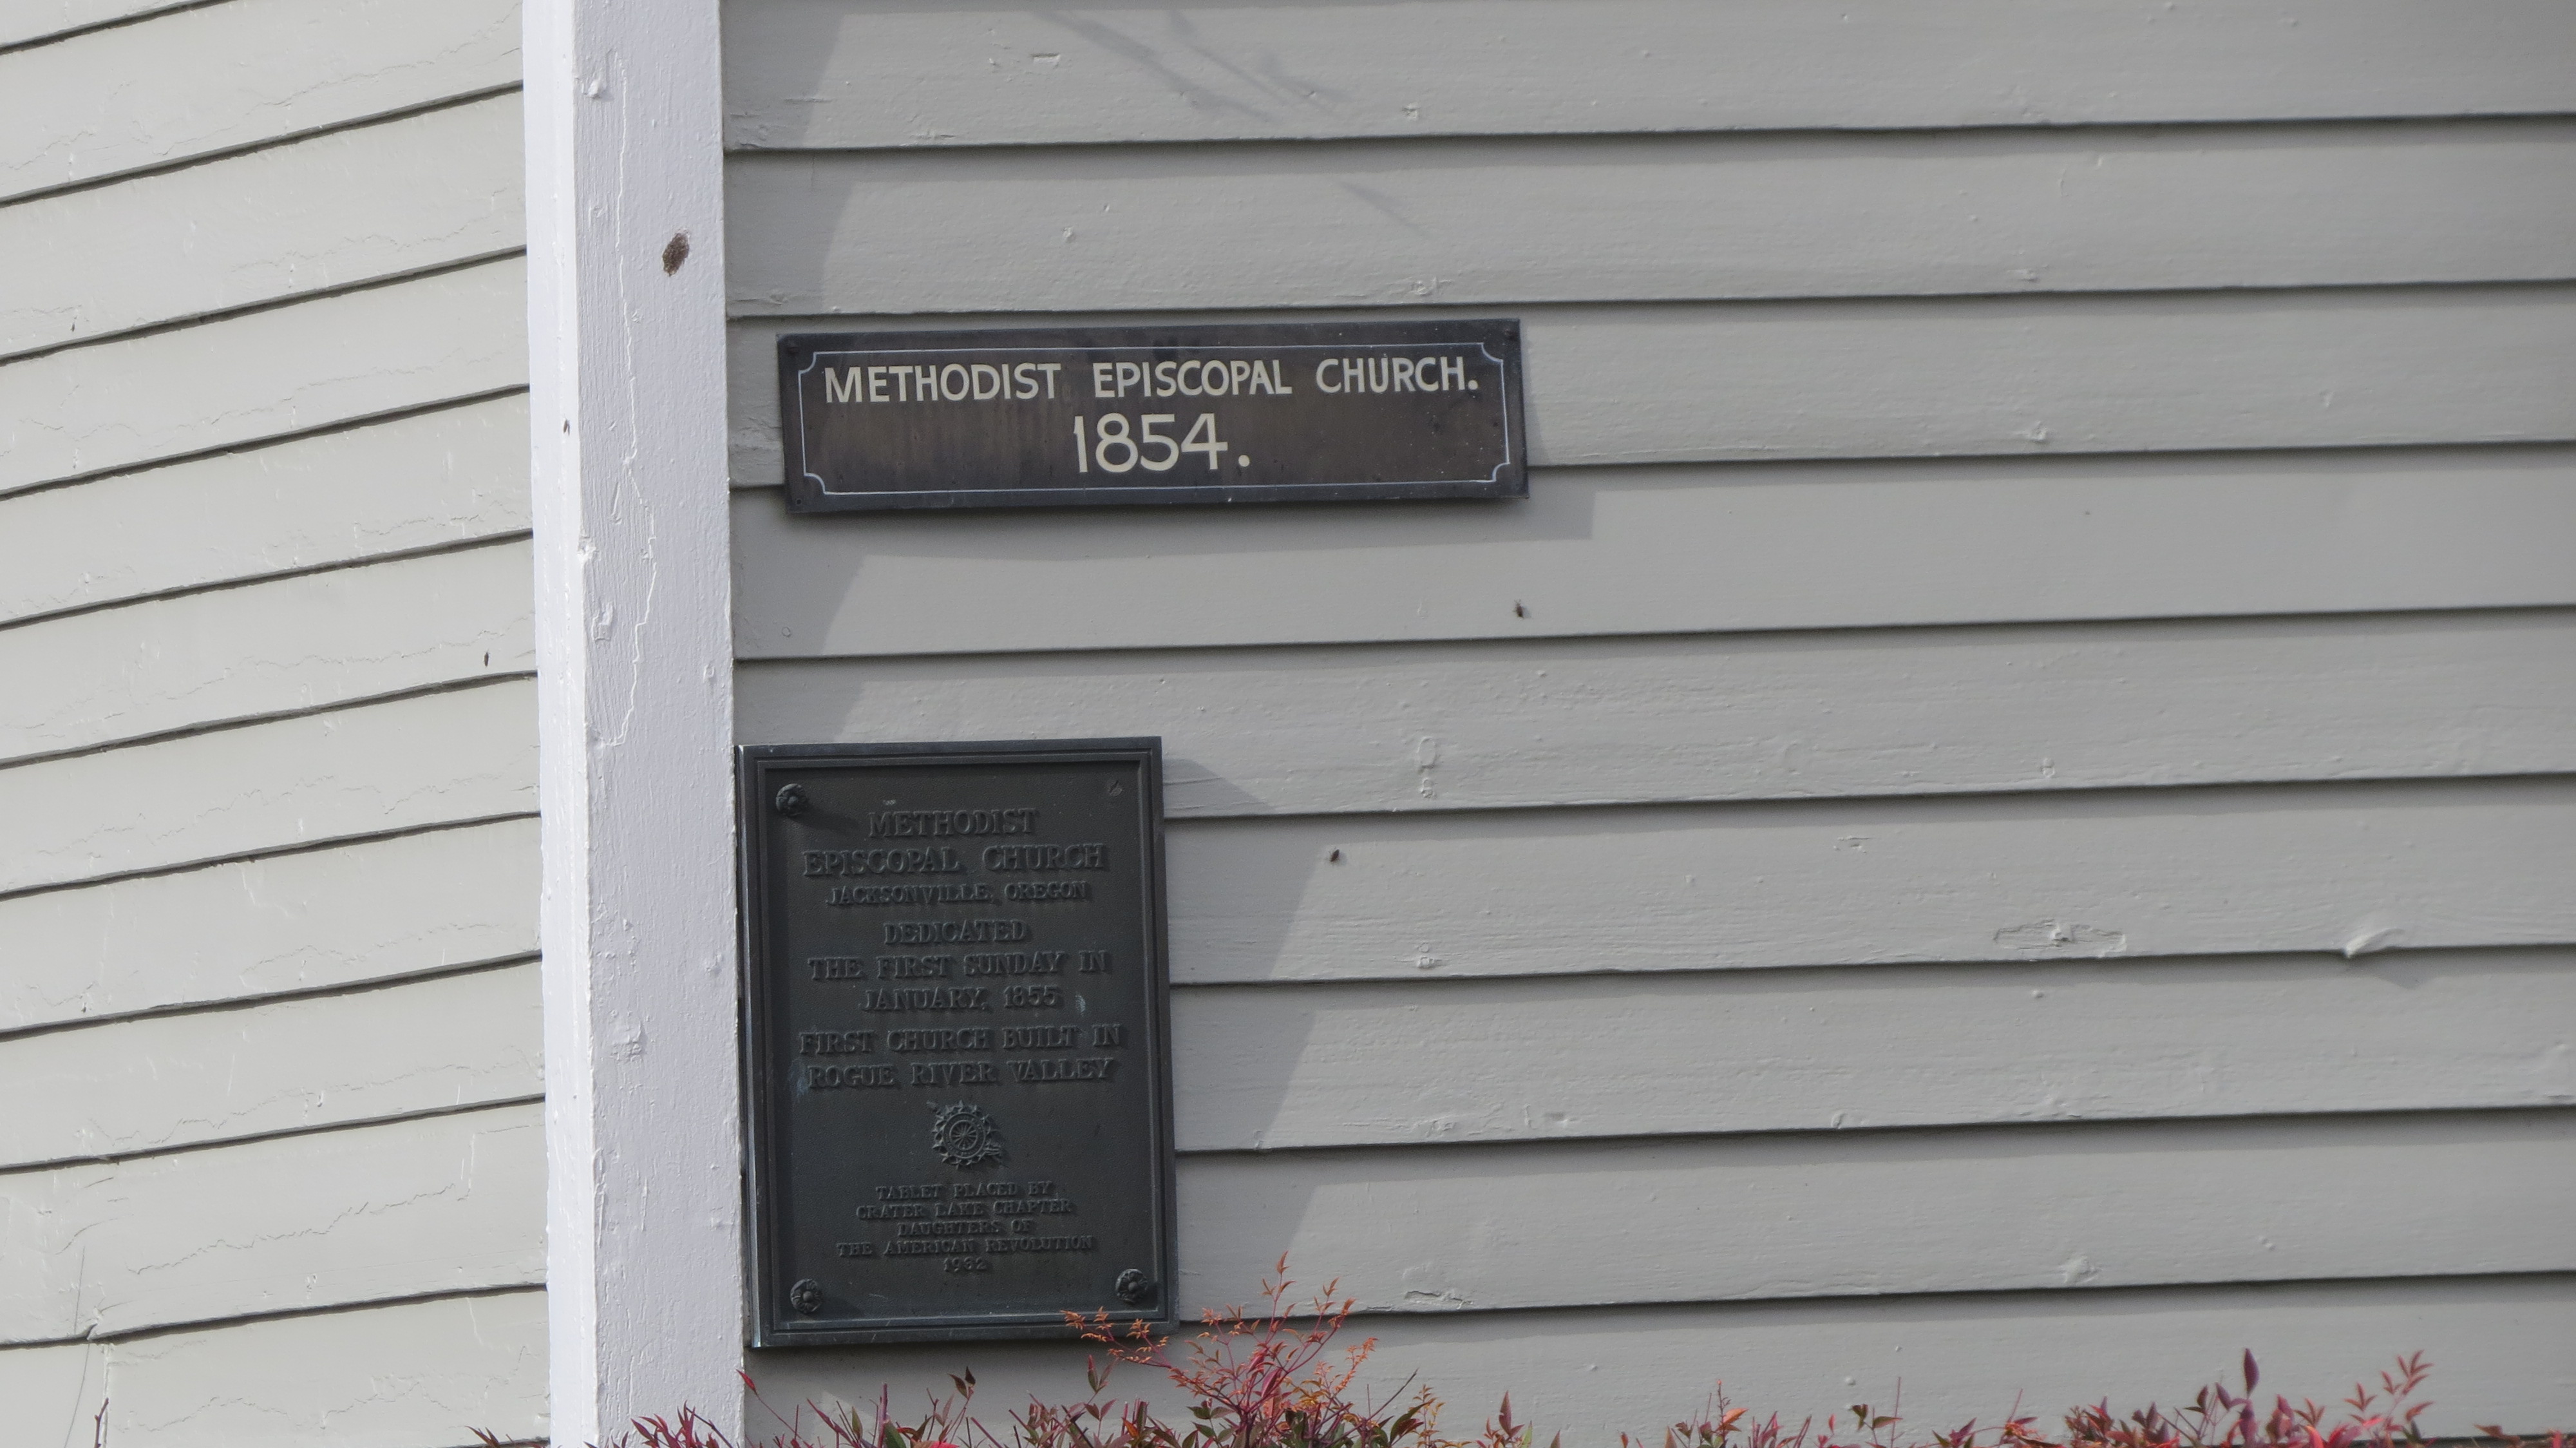 METHODIST EPISCOPAL CHURCH.
1854.
METHODIST
EPISCOPAL CHURCH
JACKSONVILLE, OREGON
DEDICATED
THE FIRST SUNDAY IN
JANUARY, 1855
FIRST CHURCH BUILT IN
ROGUE RIVER VALLEY
TABLET PLACED BY
CRATER LAKE CHAPTER
DAUGHTERS OF
THE AMERICAN REVOLUTION
1932